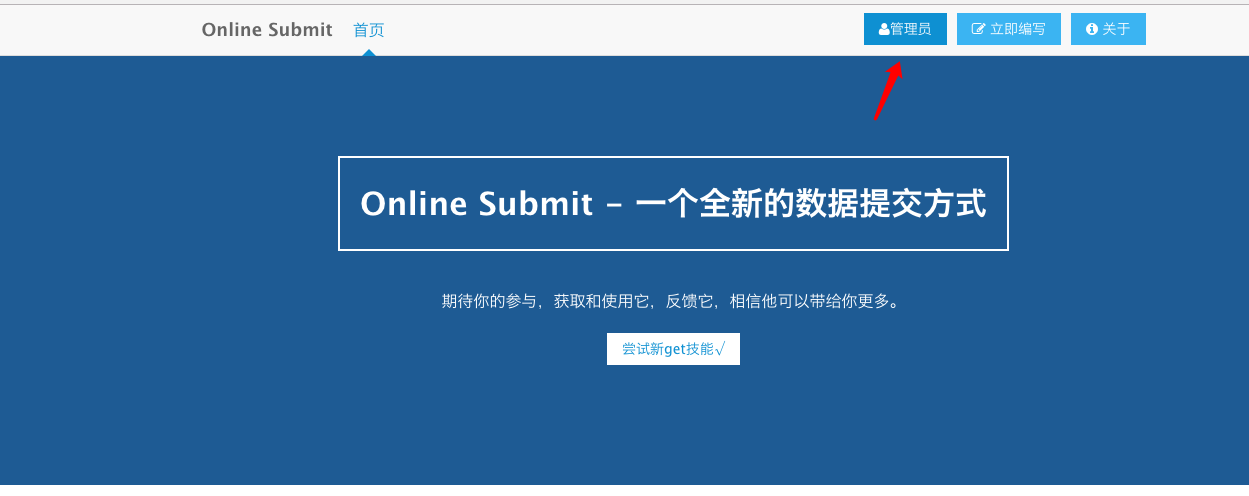 Online Submit 首页 管理员 立即编写 关于
Online Submit - 一个全新的数据提交方式
期待你的参与，获取和使用它，反馈它，相信他可以带给你更多。
尝试新get技能√